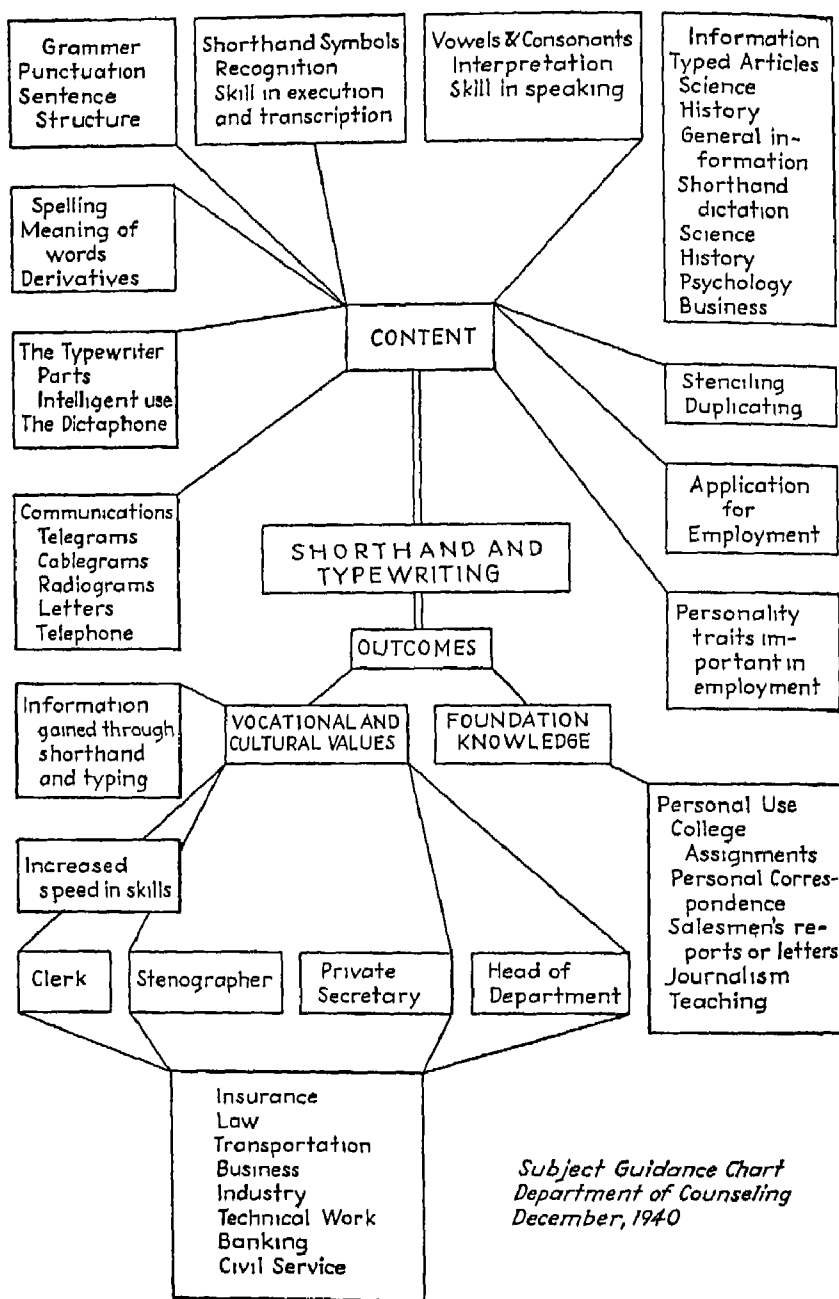 Grammer
Punctuation
Sentence
Structure
Shorthand Symbols
Recognition
Skill in execution
and transcription
Vowels & Consonants
Interpretation
Skill in speaking
Information
Typed Articles
Science
History
General in-
formation
Shorthand
dictation
Science
History
Psychology
Business
Spelling
Meaning of
words
Derivatives
CONTENT
The Typewriter
Parts
Intelligent use
The Dictaphone
Stenciling
Duplicating
Application
for
Employment
Communications
Telegrams
Cablegrams
Radiograms
Letters
Telephone
SHORTHAND AND
TYPEWRITING
Personality
traits im-
portant in
employment
OUTCOMES
Information
gained through
shorthand
and typing
VOCATIONAL AND
CULTURAL VALUES
FOUNDATION
KNOWLEDGE
Personal Use
College
Assignments
Personal Corres-
pondence
Salesmen's re-
ports or letters
Journalism
Teaching
Increased
speed in skills
Clerk
Stenographer
Private
Secretary
Head of
Department
Insurance
Law
Transportation
Business
Industry
Technical Work
Banking
Civil Service
Subject Guidance Chart
Department of Counseling
December, 1940